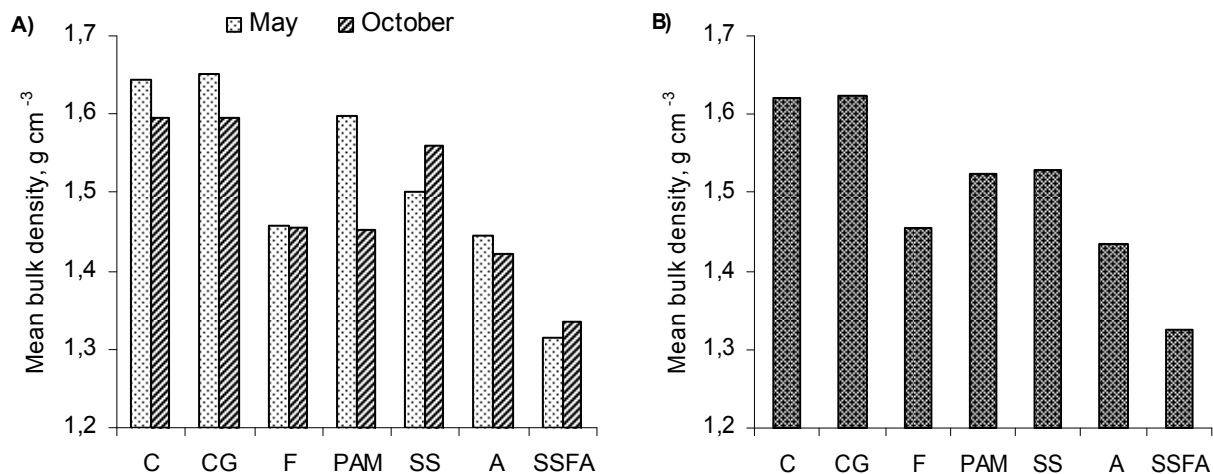 A)
May October
Mean bulk density, g cm -3
1,7
1,6
1,5
1,4
1,3
1,2
C CG F PAM SS A SSFA
B)
Mean bulk density, g cm -3
1,7
1,6
1,5
1,4
1,3
1,2
C CG F PAM SS A SSFA